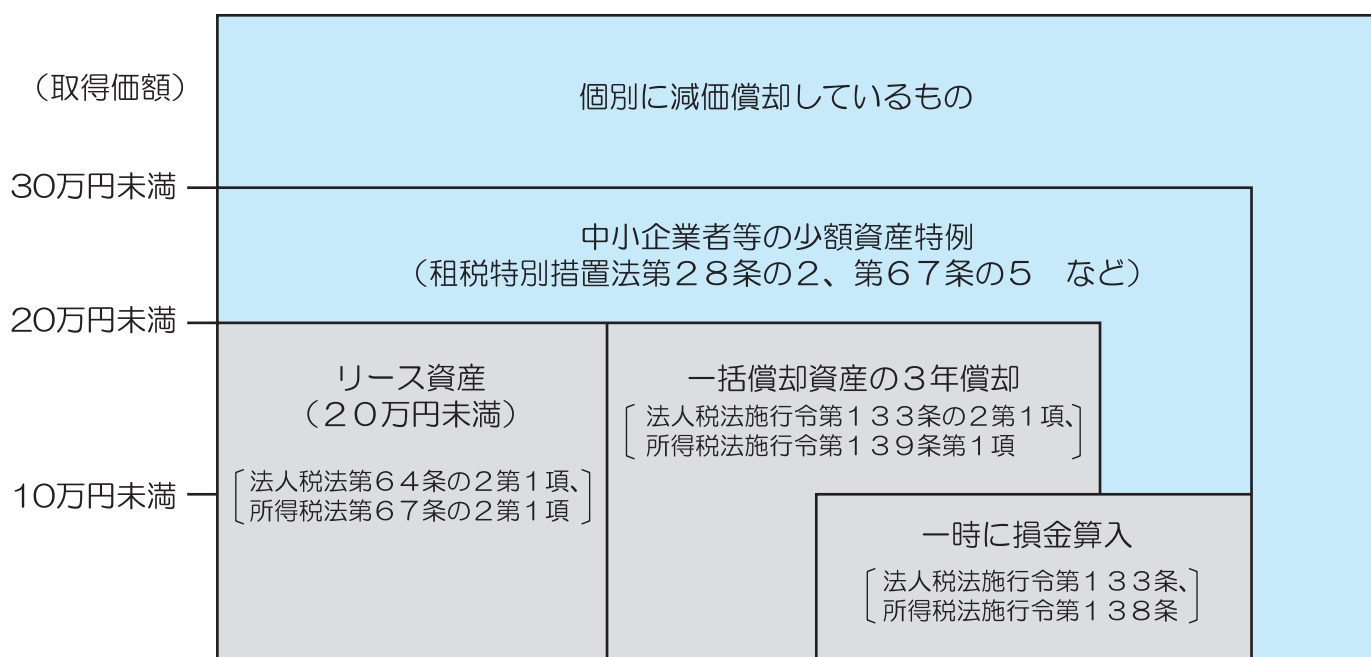 （取得価額）
個別に減価償却しているもの
30万円未満
中小企業者等の少額資産特例
（租税特別措置法第２８条の２、第６７条の５　など）
20万円未満
リース資産
（２０万円未満）
法人税法第６４条の２第１項、
所得税法第６７条の２第１項
一括償却資産の３年償却
法人税法施行令第１３３条の２第１項、
所得税法施行令第１３９条第１項
10万円未満
一時に損金算入
法人税法施行令第１３３条、
所得税法施行令第１３８条